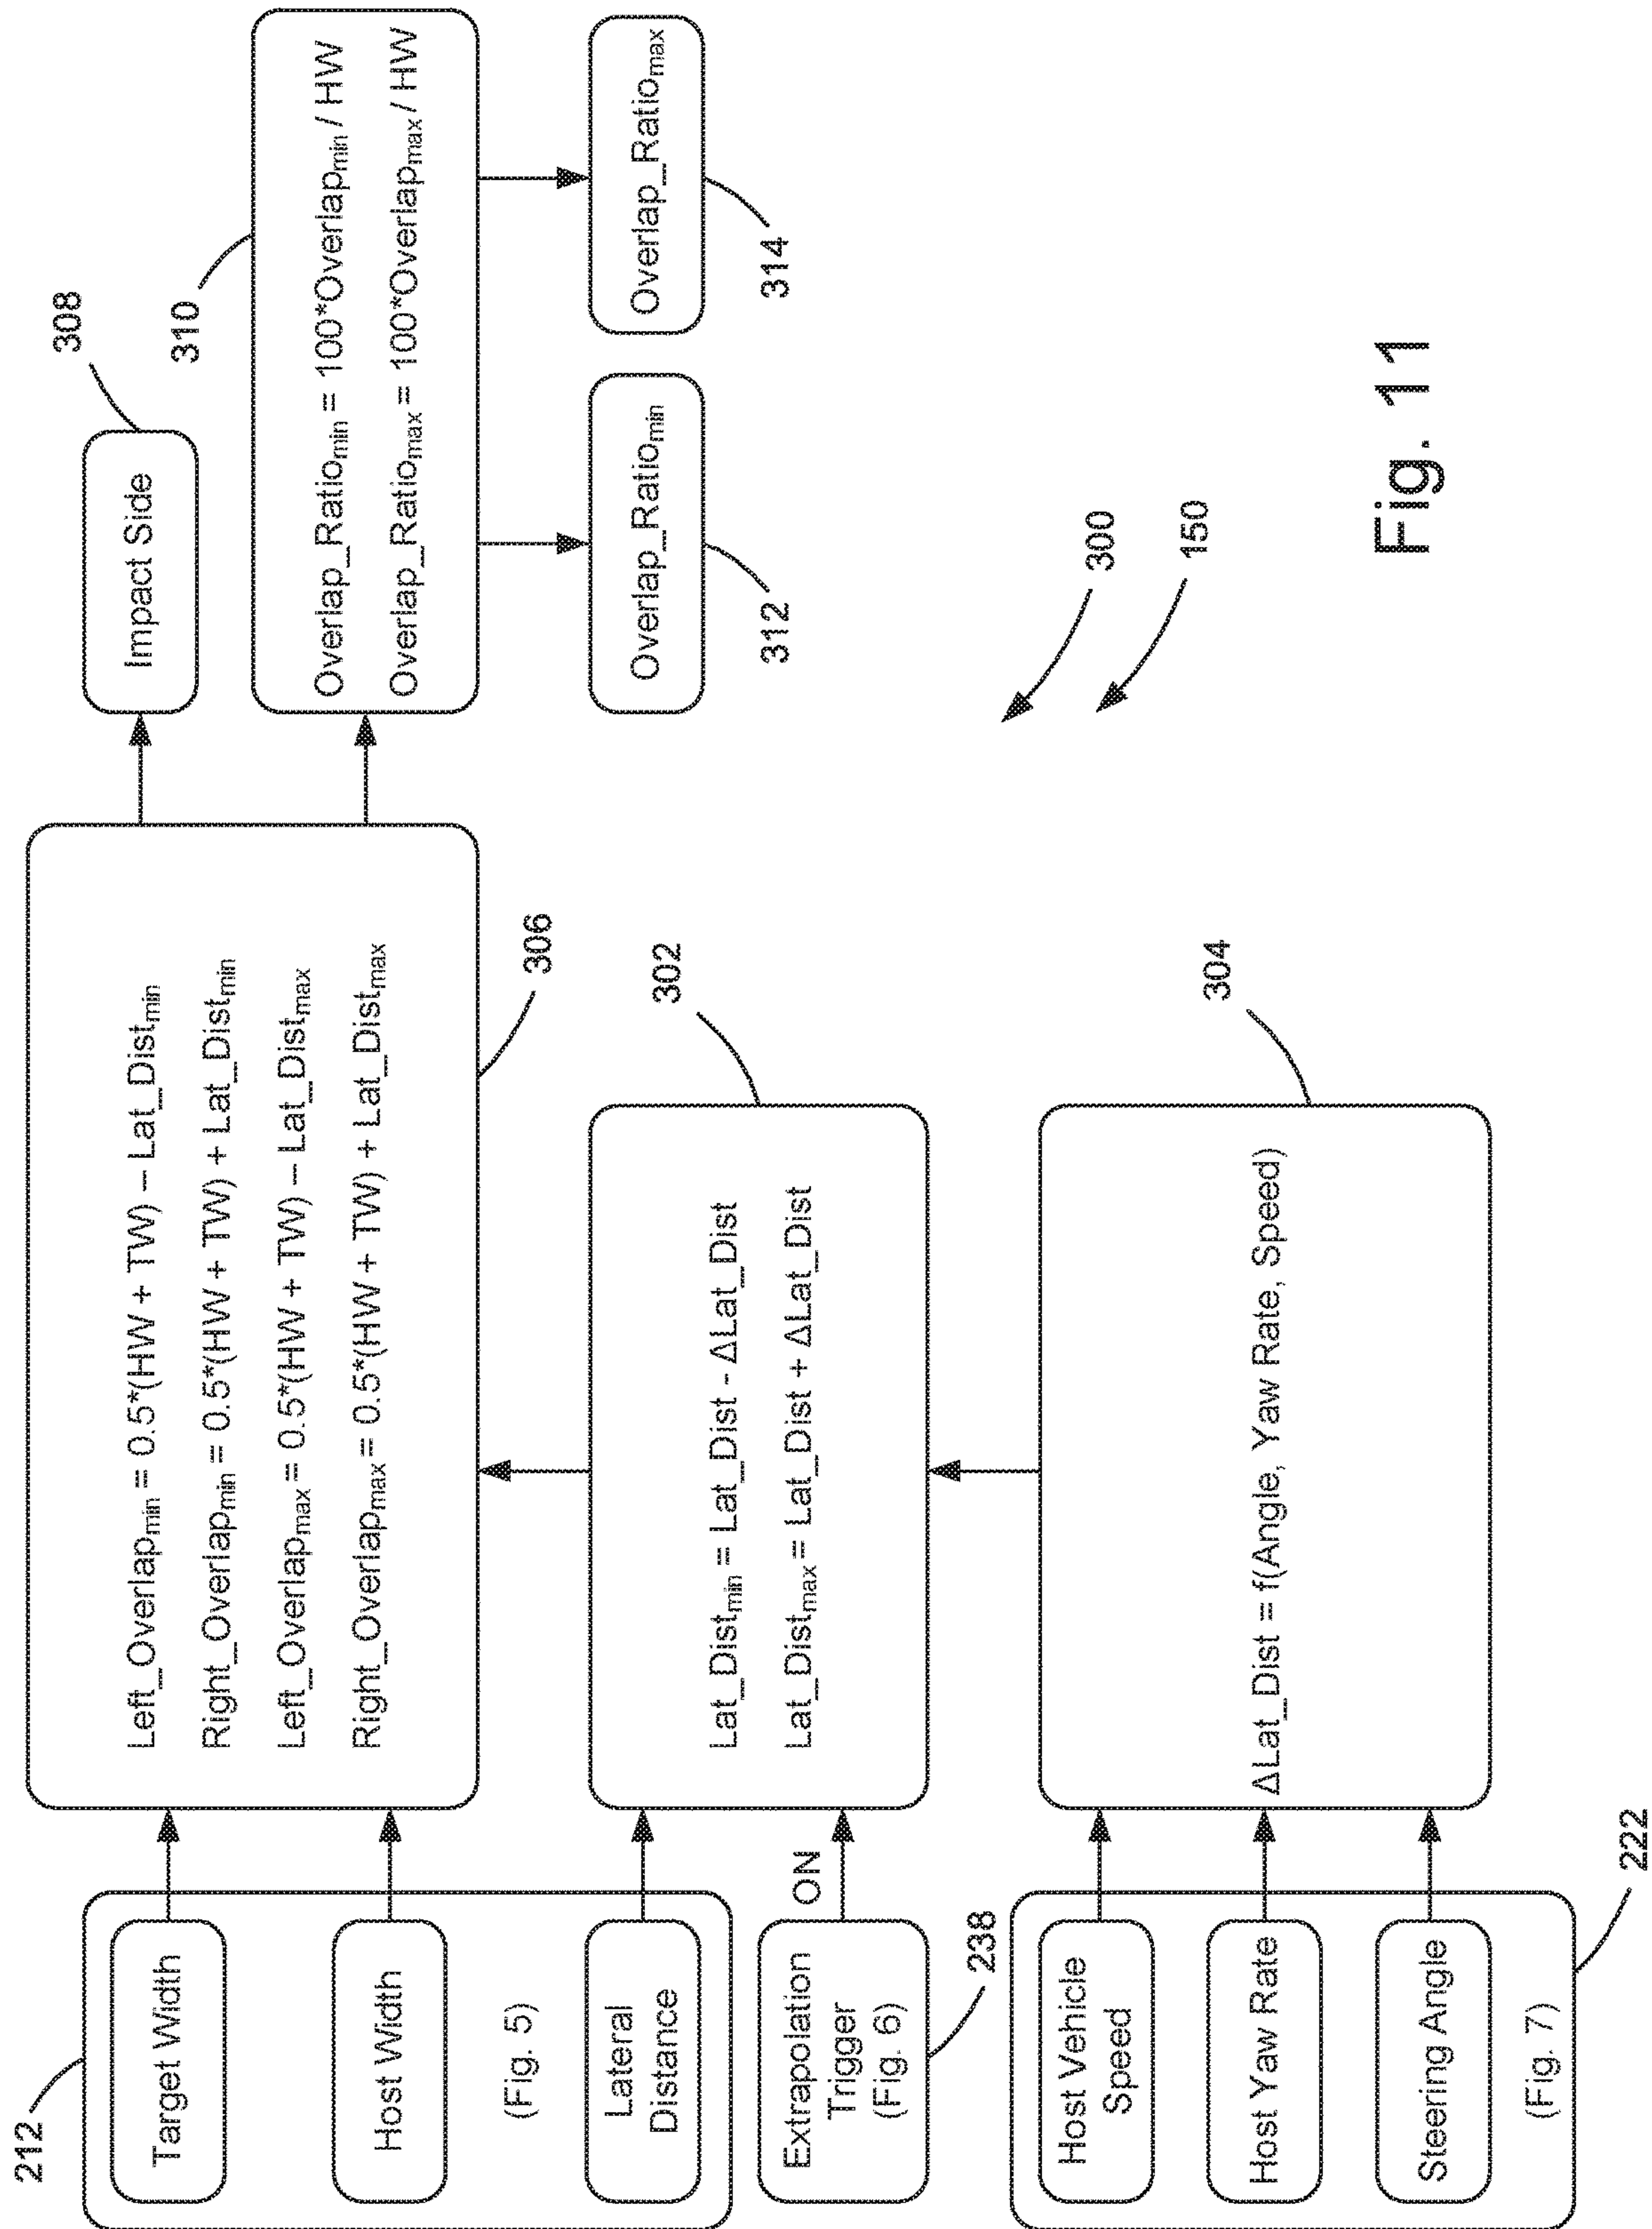 212
Target Width
Host Width
(Fig. 5)
Lateral
Distance
Extrapolation
Trigger
(Fig. 6)
238
ON
Host Vehicle
Speed
Host Yaw Rate
Steering Angle
(Fig. 7)
222
Left_Overlapmin = 0.5*(HW + TW) – Lat_Distmin
Right_Overlapmin = 0.5*(HW + TW) + Lat_Distmin
Left_Overlapmax = 0.5*(HW + TW) – Lat_Distmax
Right_Overlapmax = 0.5*(HW + TW) + Lat_Distmax
306
Lat_Distmin = Lat_Dist - ΔLat_Dist
Lat_Distmax = Lat_Dist + ΔLat_Dist
302
ΔLat_Dist = f(Angle, Yaw Rate, Speed)
304
Impact Side
308
310
Overlap_Ratiomin = 100*Overlapmin / HW
Overlap_Ratiomax = 100*Overlapmax / HW
Overlap_Ratiomin
312
Overlap_Ratiomax
314
300
150
Fig. 11